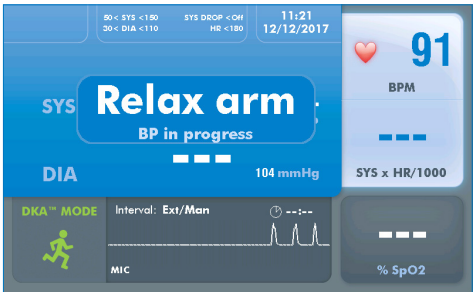 50< SYS <150 SYS DROP <Off
30< DIA <110 HR <180
11:21
12/12/2017
91
BPM
SYS
Relax arm
BP in progress
---
---
SYS x HR/1000
DIA
104 mmHg
DKA™ MODE
Interval: Ext/Man
--:--
MIC
---
% SpO2